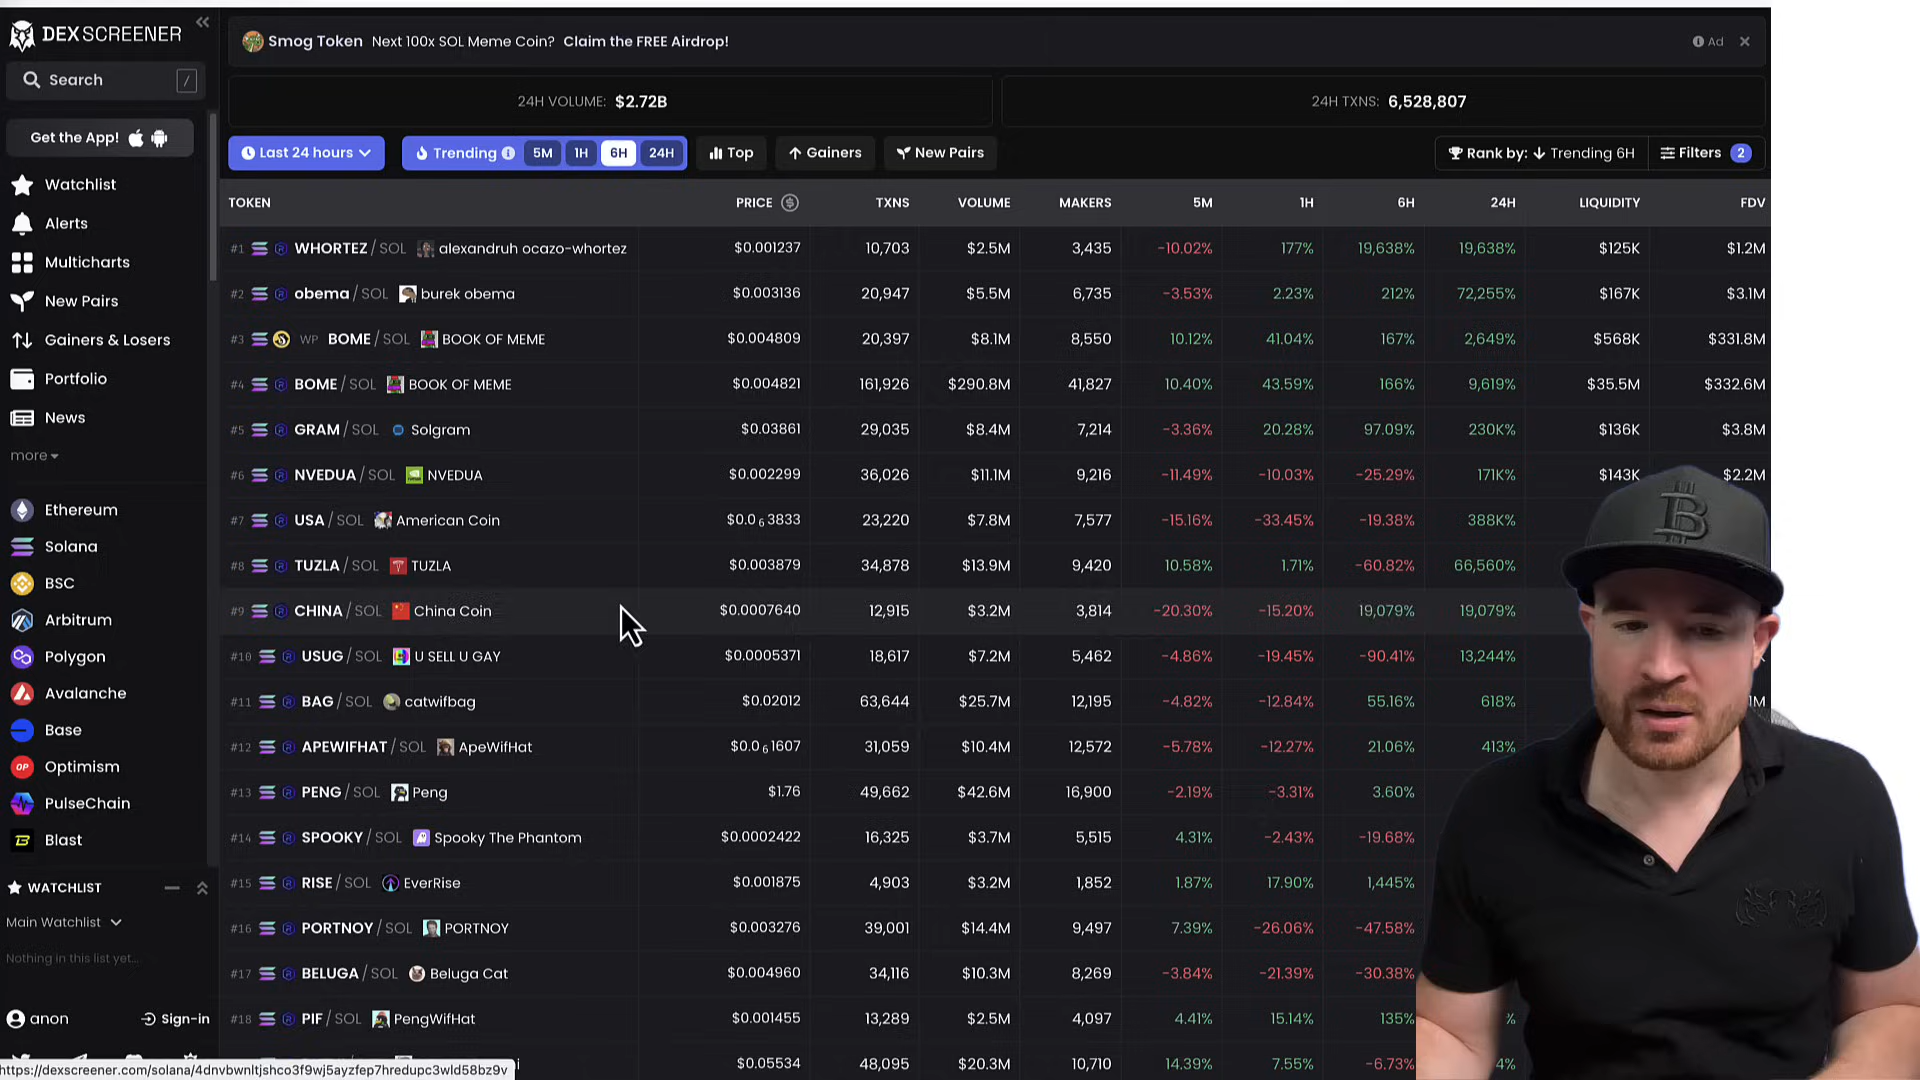 DEX SCREENER
Search /
Get the App!
Watchlist
Alerts
Multicharts
New Pairs
Gainers & Losers
Portfolio
News
more
Ethereum
Solana
BSC
Arbitrum
Polygon
Avalanche
Base
OP Optimism
PulseChain
Blast
WATCHLIST
Main Watchlist
Nothing in this list yet...
anon Sign-in
Smog Token Next 100x SOL Meme Coin? Claim the FREE Airdrop! Ad
24H VOLUME: $2.72B 24H TXNS: 6,528,807
Last 24 hours Trending 5M 1H 6H 24H Top Gainers New Pairs Rank by: Trending 6H Filters 2
TOKEN PRICE TXNS VOLUME MAKERS 5M 1H 6H 24H LIQUIDITY FDV
#1 WHORTEZ / SOL alexandruh ocazo-whortez $0.001237 10,703 $2.5M 3,435 -10.02% 177% 19,638% 19,638% $125K $1.2M
#2 obema / SOL burek obema $0.003136 20,947 $5.5M 6,735 -3.53% 2.23% 212% 72,255% $167K $3.1M
#3 WP BOME / SOL BOOK OF MEME $0.004809 20,397 $8.1M 8,550 10.12% 41.04% 167% 2,649% $568K $331.8M
#4 BOME / SOL BOOK OF MEME $0.004821 161,926 $290.8M 41,827 10.40% 43.59% 166% 9,619% $35.5M $332.6M
#5 GRAM / SOL Solgram $0.03861 29,035 $8.4M 7,214 -3.36% 20.28% 97.09% 230K% $136K $3.8M
#6 NVEDUA / SOL NVEDUA $0.002299 36,026 $11.1M 9,216 -11.49% -10.03% -25.29% 171K% $143K $2.2M
#7 USA / SOL American Coin $0.0₆3833 23,220 $7.8M 7,577 -15.16% -33.45% -19.38% 388K%
#8 TUZLA / SOL TUZLA $0.003879 34,878 $13.9M 9,420 10.58% 1.71% -60.82% 66,560%
#9 CHINA / SOL China Coin $0.0007640 12,915 $3.2M 3,814 -20.30% -15.20% 19,079% 19,079%
#10 USUG / SOL U SELL U GAY $0.0005371 18,617 $7.2M 5,462 -4.86% -19.45% -90.41% 13,244%
#11 BAG / SOL catwifbag $0.02012 63,644 $25.7M 12,195 -4.82% -12.84% 55.16% 618%
#12 APEWIFHAT / SOL ApeWifHat $0.0₆1607 31,059 $10.4M 12,572 -5.78% -12.27% 21.06% 413%
#13 PENG / SOL Peng $1.76 49,662 $42.6M 16,900 -2.19% -3.31% 3.60%
#14 SPOOKY / SOL Spooky The Phantom $0.0002422 16,325 $3.7M 5,515 4.31% -2.43% -19.68%
#15 RISE / SOL EverRise $0.001875 4,903 $3.2M 1,852 1.87% 17.90% 1,445%
#16 PORTNOY / SOL PORTNOY $0.003276 39,001 $14.4M 9,497 7.39% -26.06% -47.58%
#17 BELUGA / SOL Beluga Cat $0.004960 34,116 $10.3M 8,269 -3.84% -21.39% -30.38%
#18 PIF / SOL PengWifHat $0.001455 13,289 $2.5M 4,097 4.41% 15.14% 135% %
$0.05534 48,095 $20.3M 10,710 14.39% 7.55% -6.73% 4%
https://dexscreener.com/solana/4dnvbwnltjshco3f9wj5ayzfep7hredupc3wld58bz9v